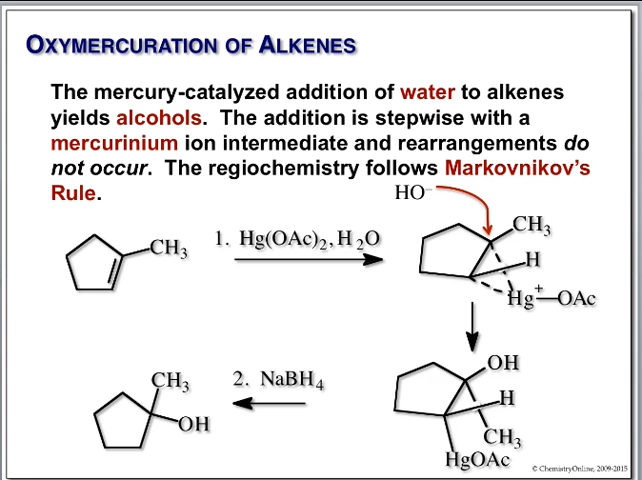 OXYMERCURATION OF ALKENES
The mercury-catalyzed addition of water to alkenes
yields alcohols. The addition is stepwise with a
mercurinium ion intermediate and rearrangements do
not occur. The regiochemistry follows Markovnikov's
Rule.
HO⁻
CH₃
1. Hg(OAc)₂, H₂O
CH₃
H
Hg⁺—OAc
CH₃
OH
2. NaBH₄
OH
H
CH₃
HgOAc
© ChemistryOnline, 2009-2015